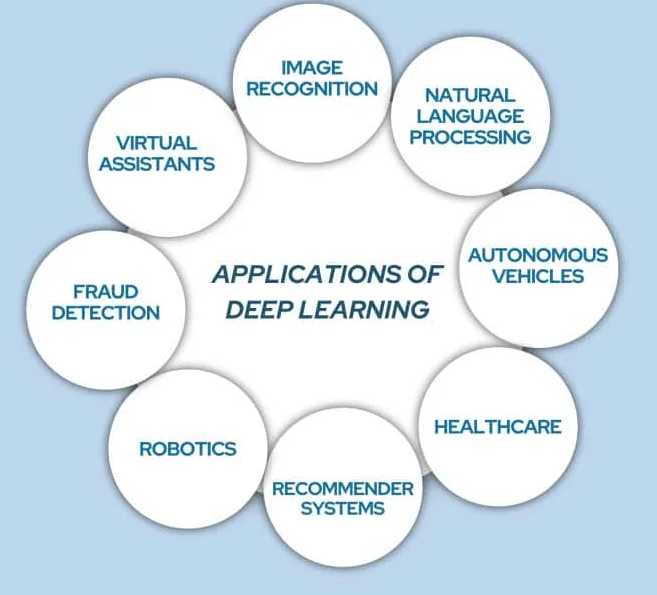 IMAGE
RECOGNITION
NATURAL
LANGUAGE
PROCESSING
VIRTUAL
ASSISTANTS
AUTONOMOUS
VEHICLES
APPLICATIONS OF
DEEP LEARNING
FRAUD
DETECTION
HEALTHCARE
ROBOTICS
RECOMMENDER
SYSTEMS